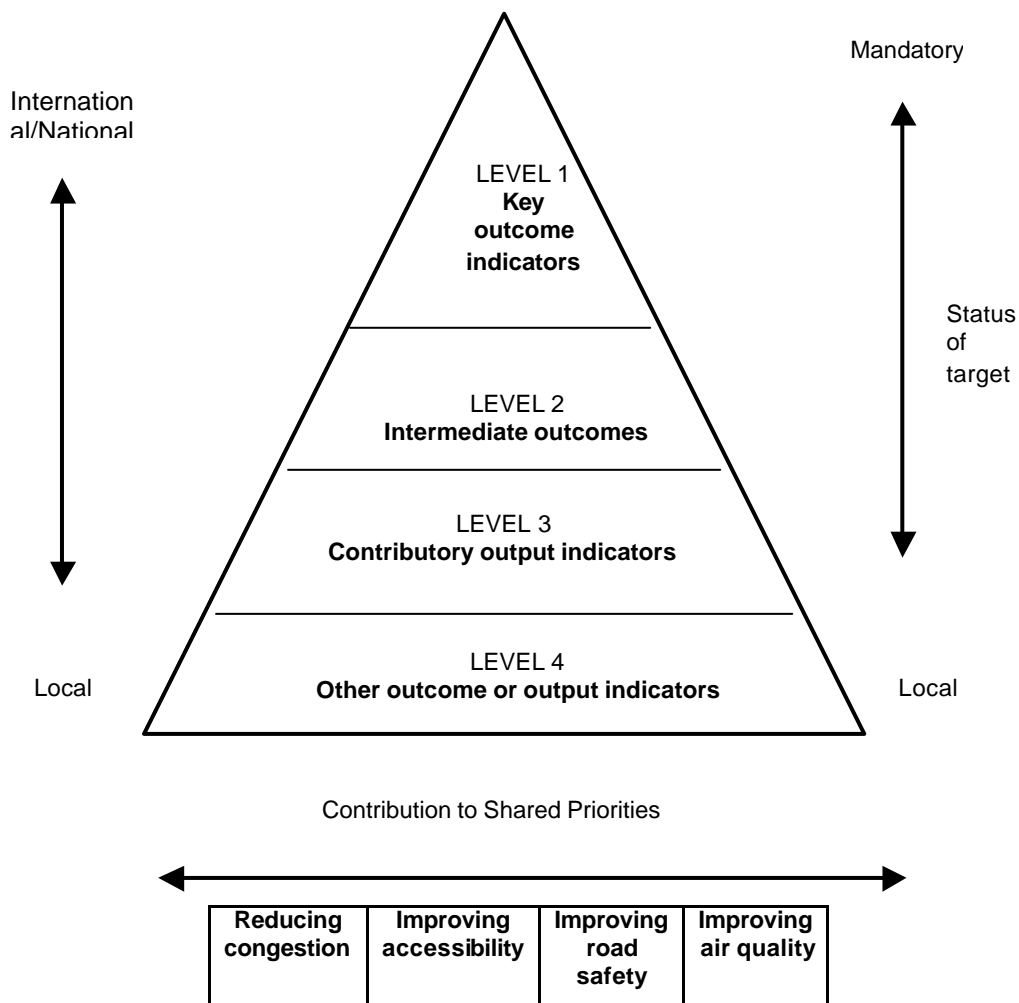 Mandatory
Internation
al/National
LEVEL 1
Key
outcome
indicators
Status
of
target
LEVEL 2
Intermediate outcomes
LEVEL 3
Contributory output indicators
LEVEL 4
Other outcome or output indicators
Local
Local
Contribution to Shared Priorities
Reducing
congestion
Improving
accessibility
Improving
road
safety
Improving
air quality